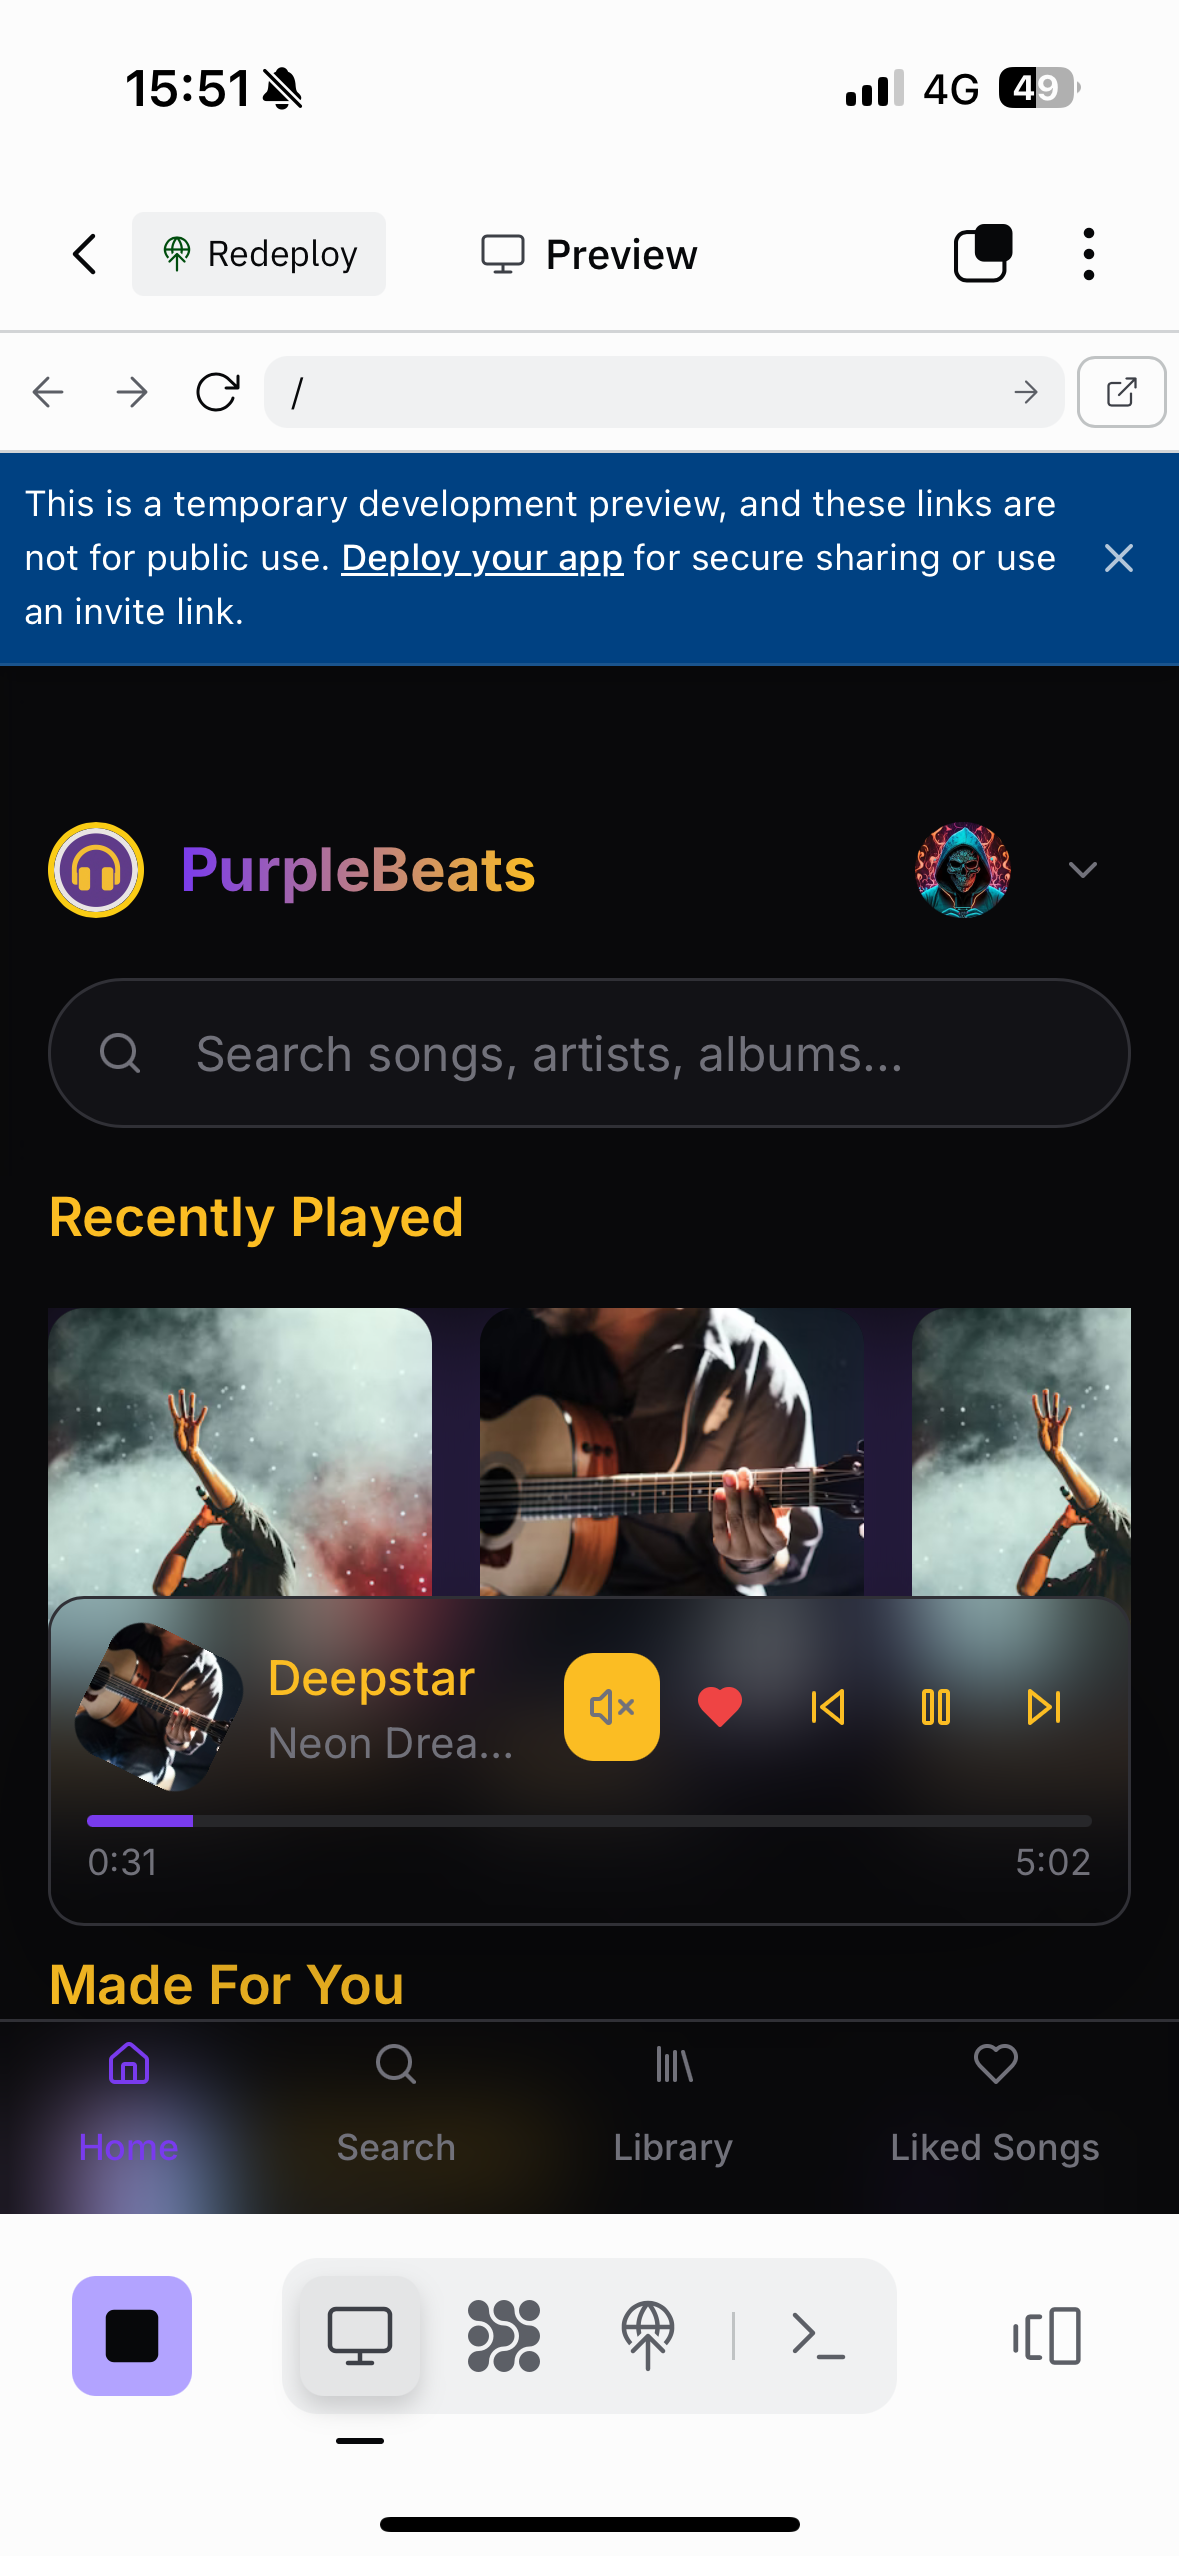 15:51
4G
49
Redeploy
Preview
/
This is a temporary development preview, and these links are
not for public use. Deploy your app for secure sharing or use
an invite link.
PurpleBeats
Search songs, artists, albums...
Recently Played
Deepstar
Neon Drea...
0:31
5:02
Made For You
Home
Search
Library
Liked Songs